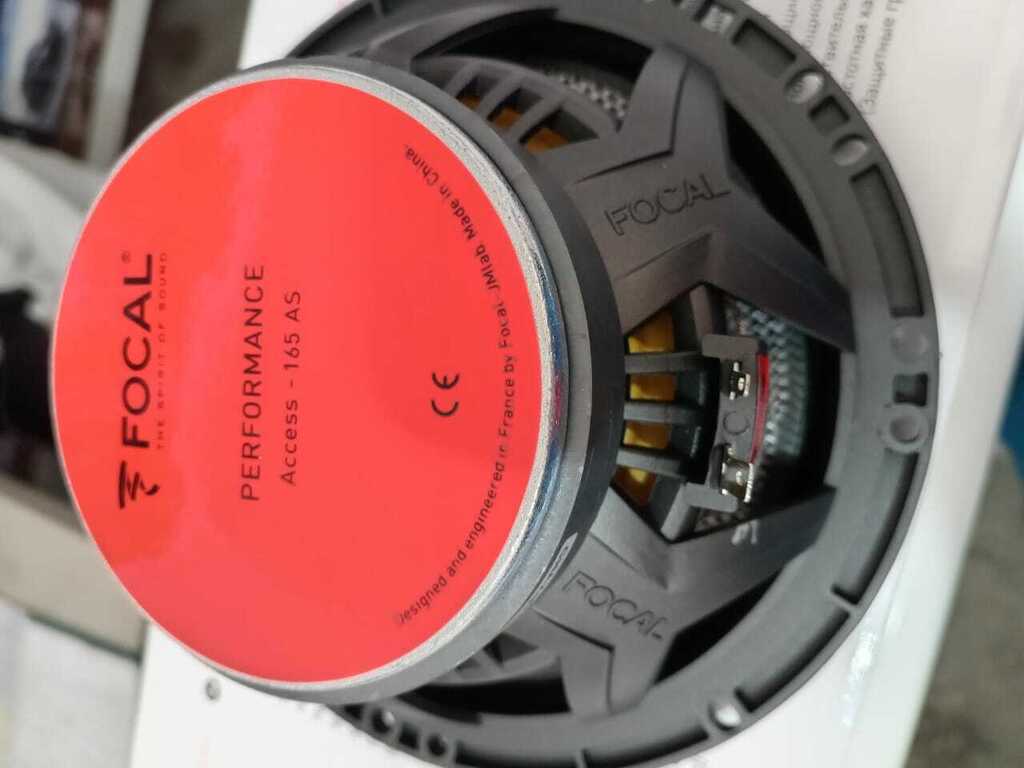 FOCAL®
THE SPIRIT OF SOUND
PERFORMANCE
Access - 165 AS
CE
Designed and engineered in France by Focal-JMlab. Made in China.
FOCAL
FOCAL